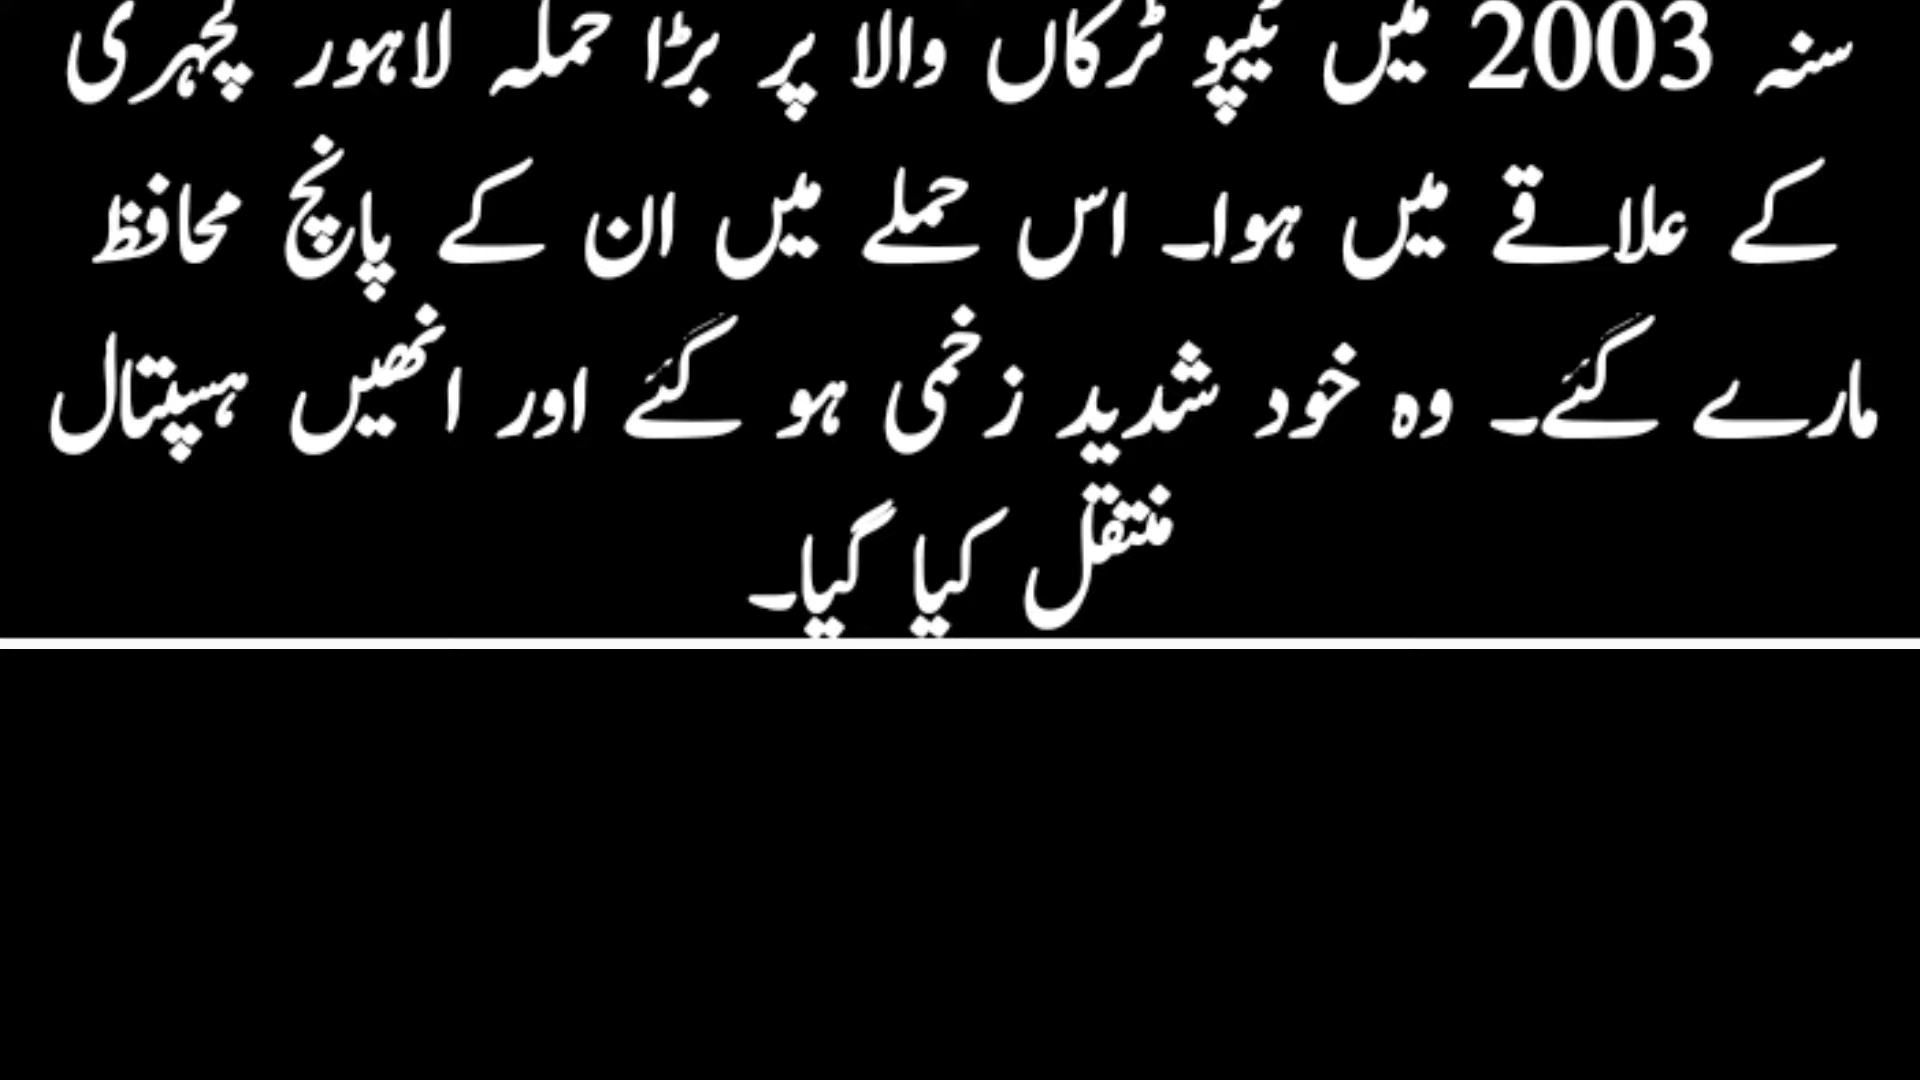 سنہ 2003 میں ٹیپو ٹرکاں والا پر بڑا حملہ لاہور کچہری
کے علاقے میں ہوا۔ اس حملے میں ان کے پانچ محافظ
مارے گئے۔ وہ خود شدید زخمی ہو گئے اور انھیں ہسپتال
منتقل کیا گیا۔